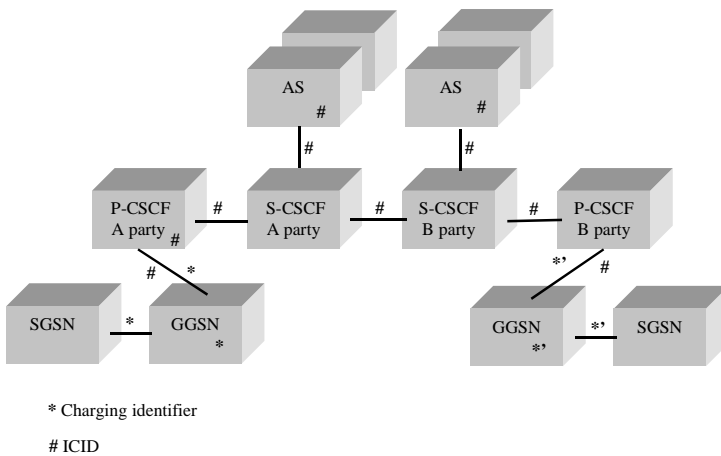 AS
#
AS
#
#
#
P-CSCF
A party
#
#
S-CSCF
A party
#
S-CSCF
B party
#
P-CSCF
B party
#
*
*’
#
SGSN
*
GGSN
*
GGSN
*’
*’
SGSN
* Charging identifier
# ICID